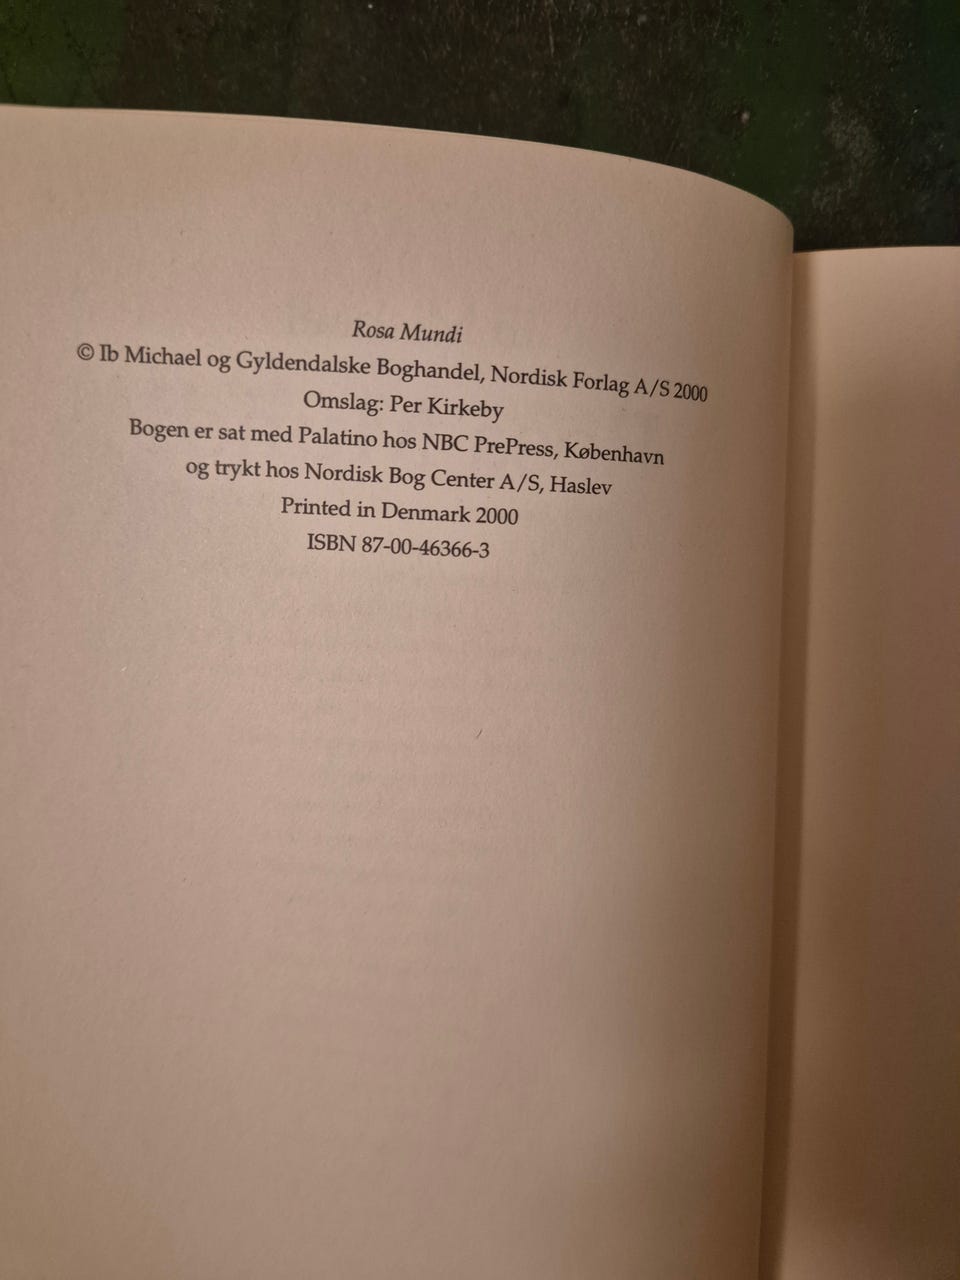 Rosa Mundi
© Ib Michael og Gyldendalske Boghandel, Nordisk Forlag A/S 2000
Omslag: Per Kirkeby
Bogen er sat med Palatino hos NBC PrePress, København
og trykt hos Nordisk Bog Center A/S, Haslev
Printed in Denmark 2000
ISBN 87-00-46366-3